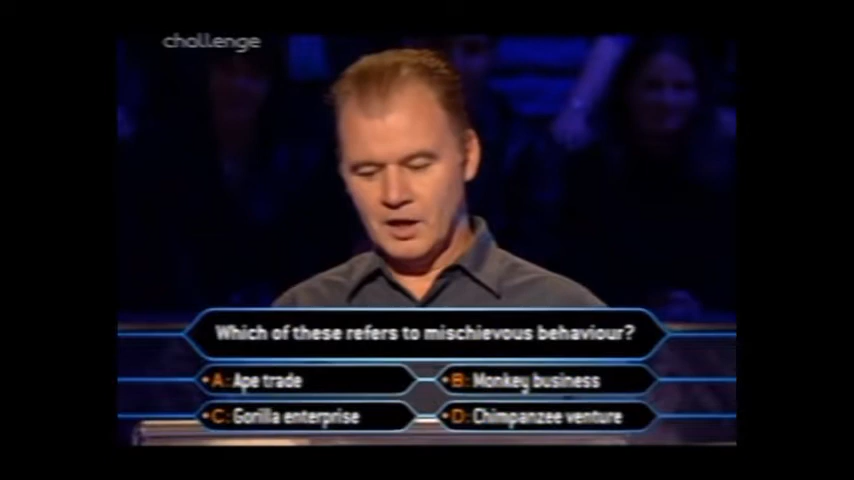 challenge
Which of these refers to mischievous behaviour?
A: Ape trade
B: Monkey business
C: Gorilla enterprise
D: Chimpanzee venture